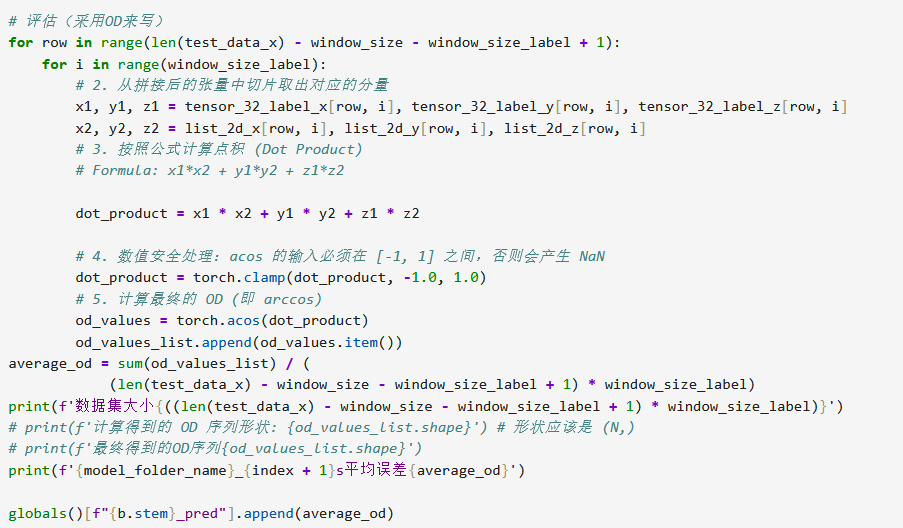 # 评估（采用OD来写）
for row in range(len(test_data_x) - window_size - window_size_label + 1):
    for i in range(window_size_label):
        # 2. 从拼接后的张量中切片取出对应的分量
        x1, y1, z1 = tensor_32_label_x[row, i], tensor_32_label_y[row, i], tensor_32_label_z[row, i]
        x2, y2, z2 = list_2d_x[row, i], list_2d_y[row, i], list_2d_z[row, i]
        # 3. 按照公式计算点积 (Dot Product)
        # Formula: x1*x2 + y1*y2 + z1*z2
        dot_product = x1 * x2 + y1 * y2 + z1 * z2
        # 4. 数值安全处理：acos 的输入必须在 [-1, 1] 之间，否则会产生 NaN
        dot_product = torch.clamp(dot_product, -1.0, 1.0)
        # 5. 计算最终的 OD (即 arccos)
        od_values = torch.acos(dot_product)
        od_values_list.append(od_values.item())
average_od = sum(od_values_list) / (
            (len(test_data_x) - window_size - window_size_label + 1) * window_size_label)
print(f'数据集大小{((len(test_data_x) - window_size - window_size_label + 1) * window_size_label)}')
# print(f'计算得到的 OD 序列形状: {od_values_list.shape}') # 形状应该是 (N,)
# print(f'最终得到的OD序列{od_values_list.shape}')
print(f'{model_folder_name}_{index + 1}s平均误差{average_od}')
globals()[f"{b.stem}_pred"].append(average_od)